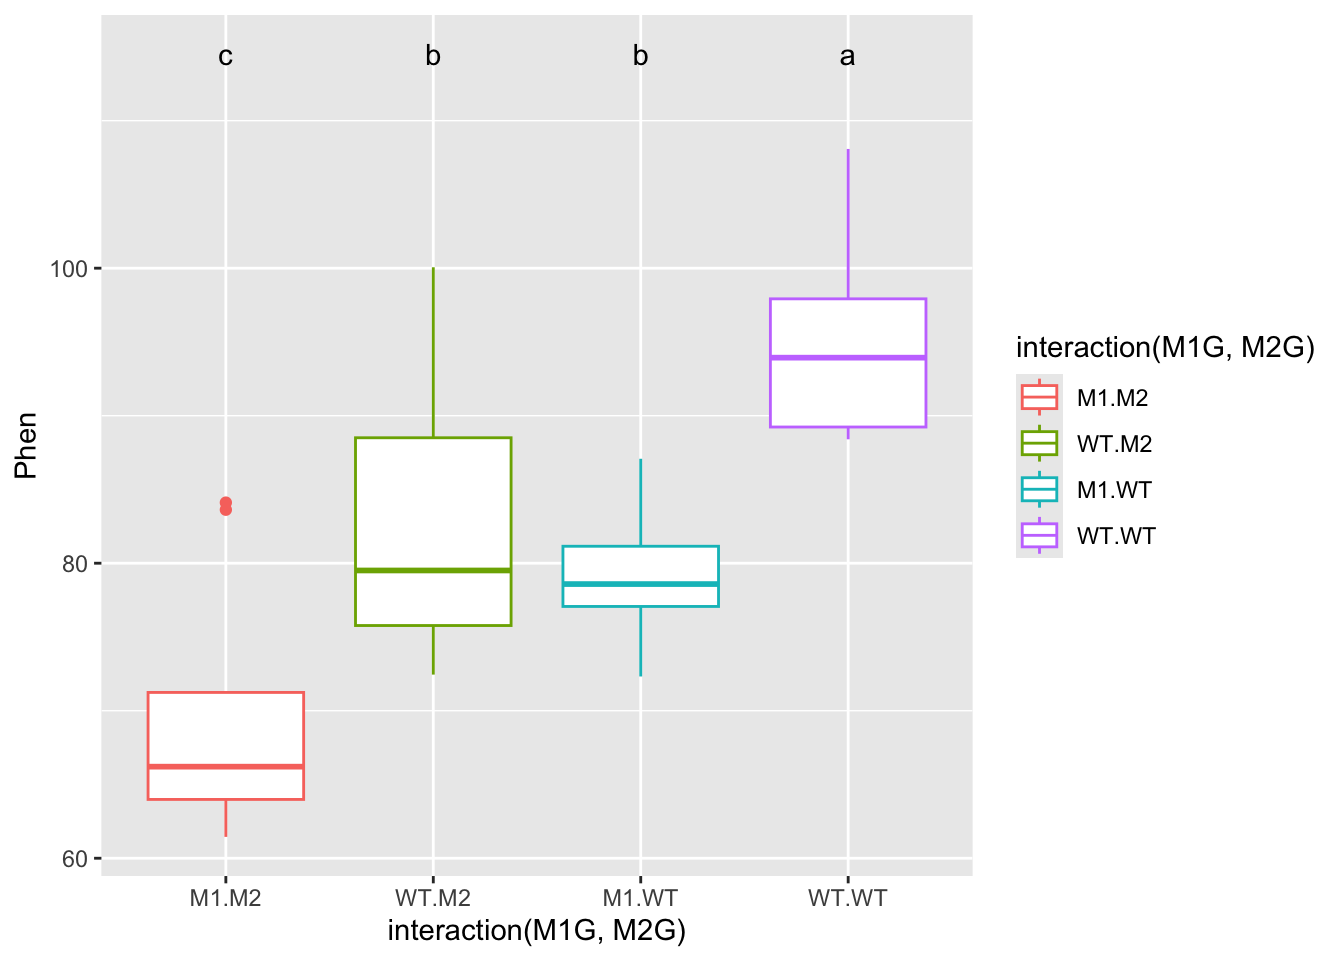 c b b a
Phen
100
80
60
M1.M2 WT.M2 M1.WT WT.WT
interaction(M1G, M2G)
interaction(M1G, M2G)
M1.M2
WT.M2
M1.WT
WT.WT